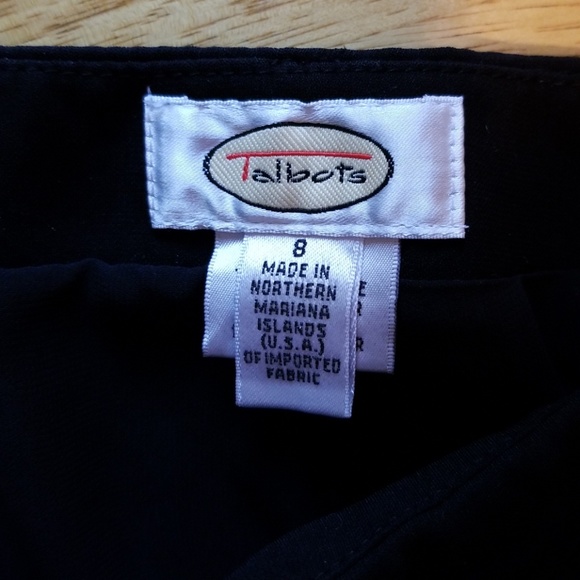 Talbots
8
MADE IN
NORTHERN
MARIANA
ISLANDS
(U.S.A.)
OF IMPORTED
FABRIC